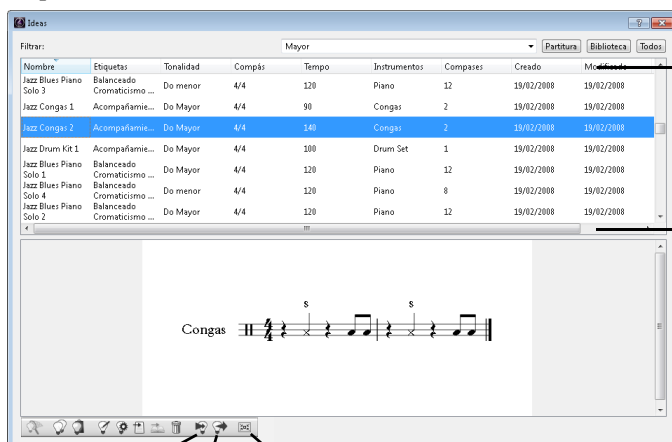 Ideas
Filtrar: Mayor Partitura Biblioteca Todos
Nombre Etiquetas Tonalidad Compás Tempo Instrumentos Compases Creado Modificado
Jazz Blues Piano Solo 3 Balanceado Cromaticismo ... Do menor 4/4 120 Piano 12 19/02/2008 19/02/2008
Jazz Congas 1 Acompañamie... Do Mayor 4/4 90 Congas 2 19/02/2008 19/02/2008
Jazz Congas 2 Acompañamie... Do Mayor 4/4 140 Congas 2 19/02/2008 19/02/2008
Jazz Drum Kit 1 Acompañamie... Do Mayor 4/4 100 Drum Set 1 19/02/2008 19/02/2008
Jazz Blues Piano Solo 1 Balanceado Cromaticismo ... Do Mayor 4/4 120 Piano 12 19/02/2008 19/02/2008
Jazz Blues Piano Solo 4 Balanceado Cromaticismo ... Do menor 4/4 120 Piano 8 19/02/2008 19/02/2008
Jazz Blues Piano Solo 2 Balanceado Cromaticismo ... Do Mayor 4/4 120 Piano 12 19/02/2008 19/02/2008
s s
Congas 4/4